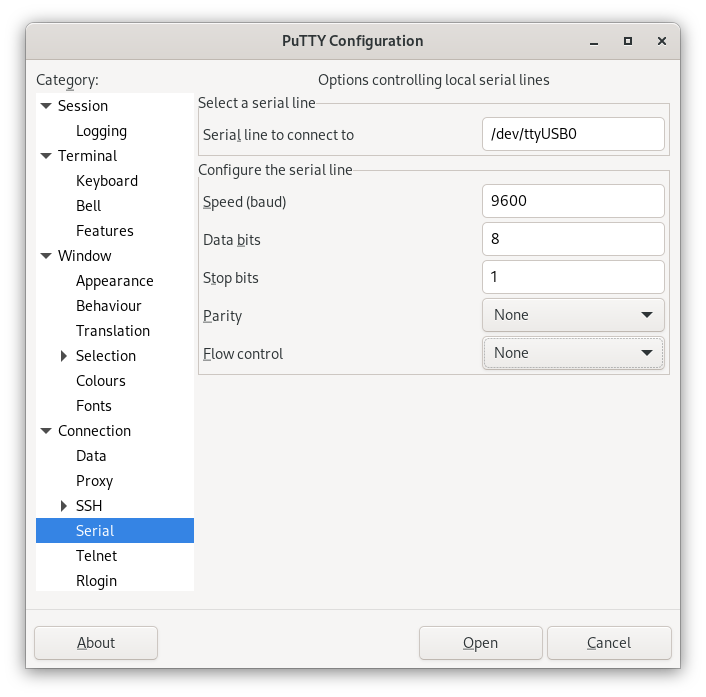 PuTTY Configuration
Category:
Session
Logging
Terminal
Keyboard
Bell
Features
Window
Appearance
Behaviour
Translation
Selection
Colours
Fonts
Connection
Data
Proxy
SSH
Serial
Telnet
Rlogin
Options controlling local serial lines
Select a serial line
Serial line to connect to /dev/ttyUSB0
Configure the serial line
Speed (baud) 9600
Data bits 8
Stop bits 1
Parity None
Flow control None
About Open Cancel